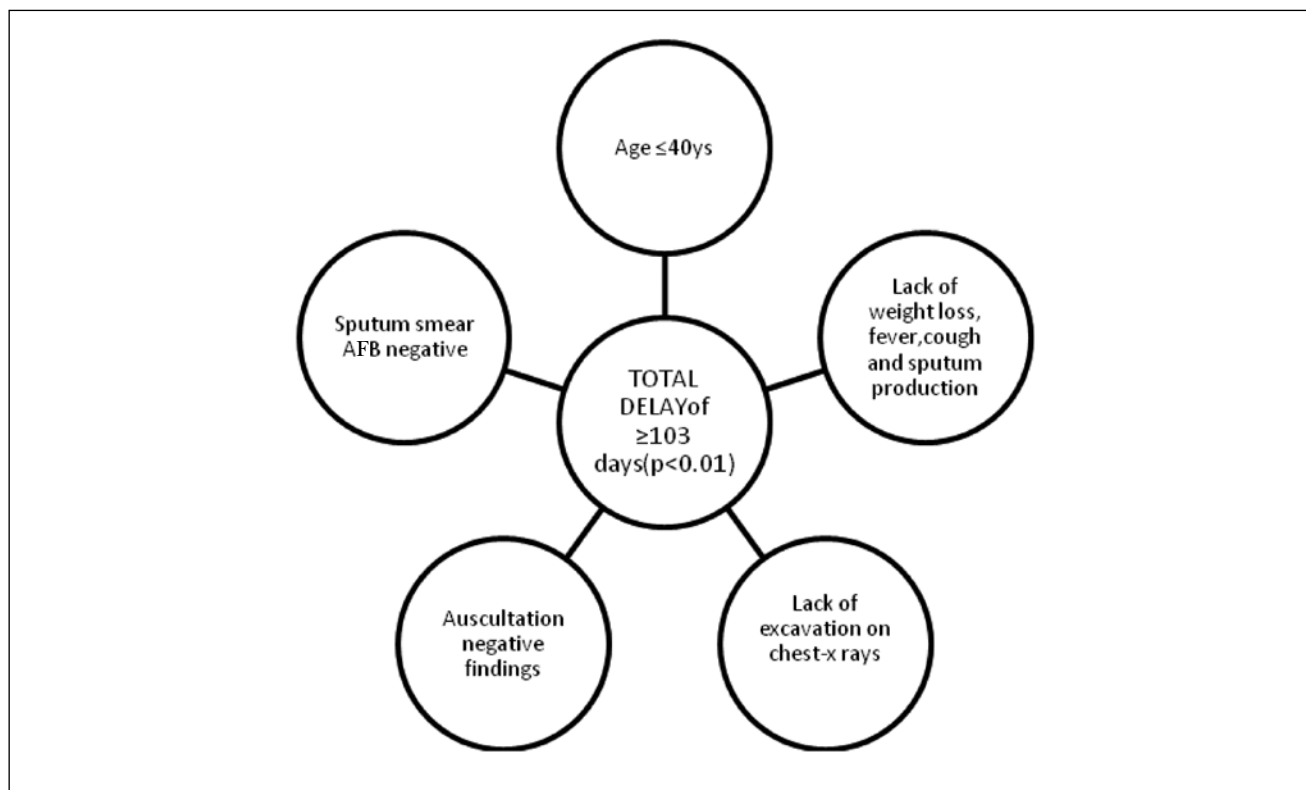 Age ≤40ys
Lack of
weight loss,
fever,cough
and sputum
production
Sputum smear
AFB negative
TOTAL
DELAYof
≥103
days(p<0.01)
Auscultation
negative
findings
Lack of
excavation on
chest-x rays